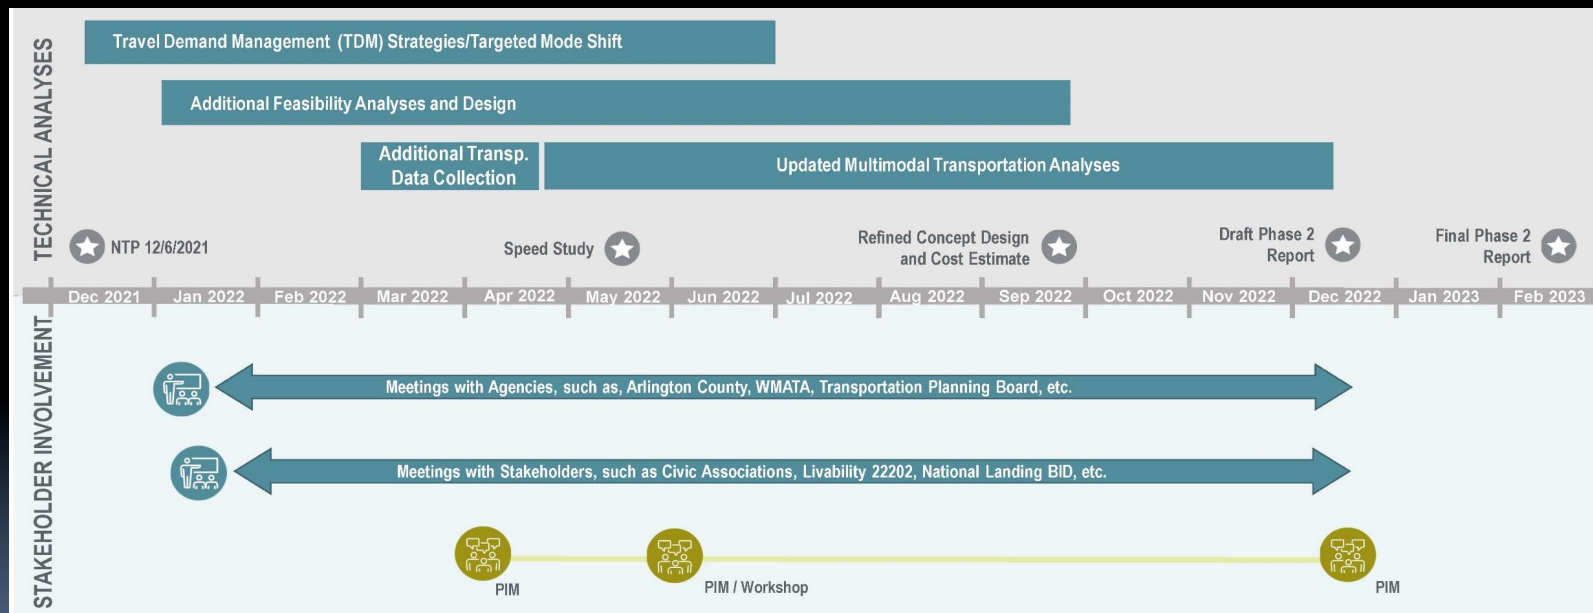 TECHNICAL ANALYSES
Travel Demand Management (TDM) Strategies/Targeted Mode Shift
Additional Feasibility Analyses and Design
Additional Transp.
Data Collection
Updated Multimodal Transportation Analyses
NTP 12/6/2021
Speed Study
Refined Concept Design
and Cost Estimate
Draft Phase 2
Report
Final Phase 2
Report
Dec 2021 Jan 2022 Feb 2022 Mar 2022 Apr 2022 May 2022 Jun 2022 Jul 2022 Aug 2022 Sep 2022 Oct 2022 Nov 2022 Dec 2022 Jan 2023 Feb 2023
STAKEHOLDER INVOLVEMENT
Meetings with Agencies, such as, Arlington County, WMATA, Transportation Planning Board, etc.
Meetings with Stakeholders, such as Civic Associations, Livability 22202, National Landing BID, etc.
PIM
PIM / Workshop
PIM